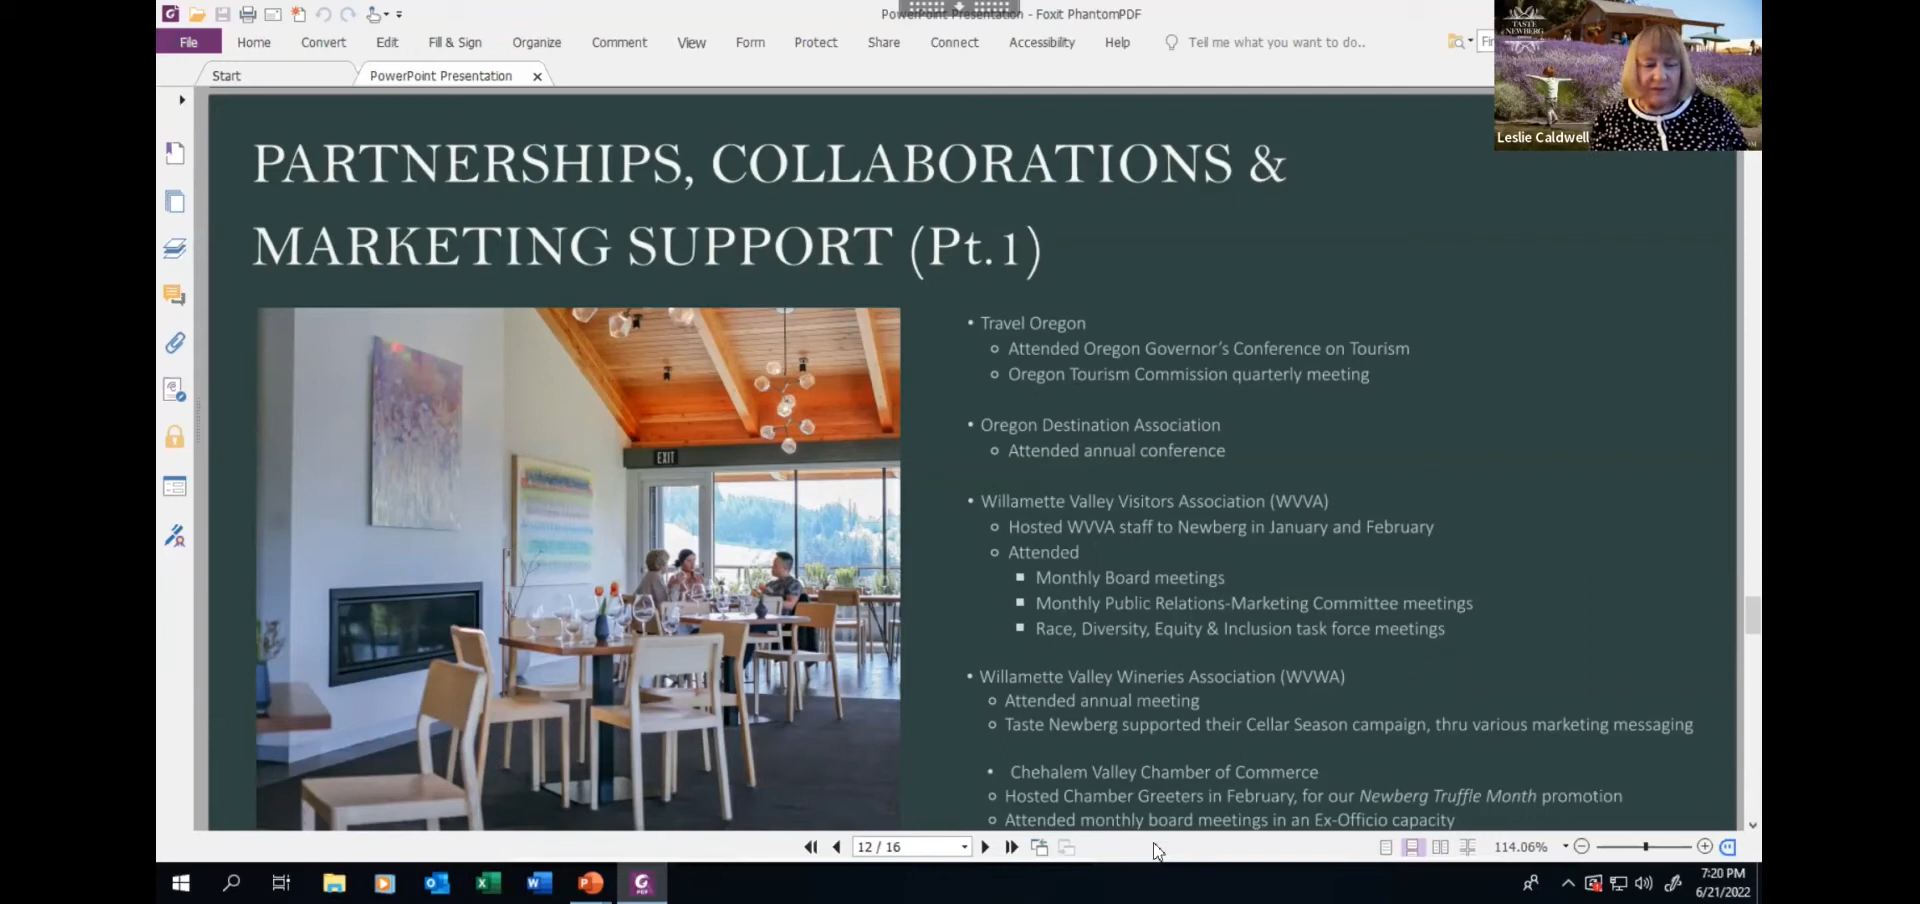 PowerPoint Presentation - Foxit PhantomPDF
File Home Convert Edit Fill & Sign Organize Comment View Form Protect Share Connect Accessibility Help Tell me what you want to do..
Start PowerPoint Presentation
TASTE
NEWBERG
Leslie Caldwell
PARTNERSHIPS, COLLABORATIONS &
MARKETING SUPPORT (Pt.1)
EXIT
• Travel Oregon
Attended Oregon Governor's Conference on Tourism
Oregon Tourism Commission quarterly meeting
• Oregon Destination Association
Attended annual conference
• Willamette Valley Visitors Association (WVVA)
Hosted WVVA staff to Newberg in January and February
Attended
Monthly Board meetings
Monthly Public Relations-Marketing Committee meetings
Race, Diversity, Equity & Inclusion task force meetings
• Willamette Valley Wineries Association (WVWA)
Attended annual meeting
Taste Newberg supported their Cellar Season campaign, thru various marketing messaging
• Chehalem Valley Chamber of Commerce
Hosted Chamber Greeters in February, for our Newberg Truffle Month promotion
Attended monthly board meetings in an Ex-Officio capacity
12 / 16
114.06%
7:20 PM
6/21/2022